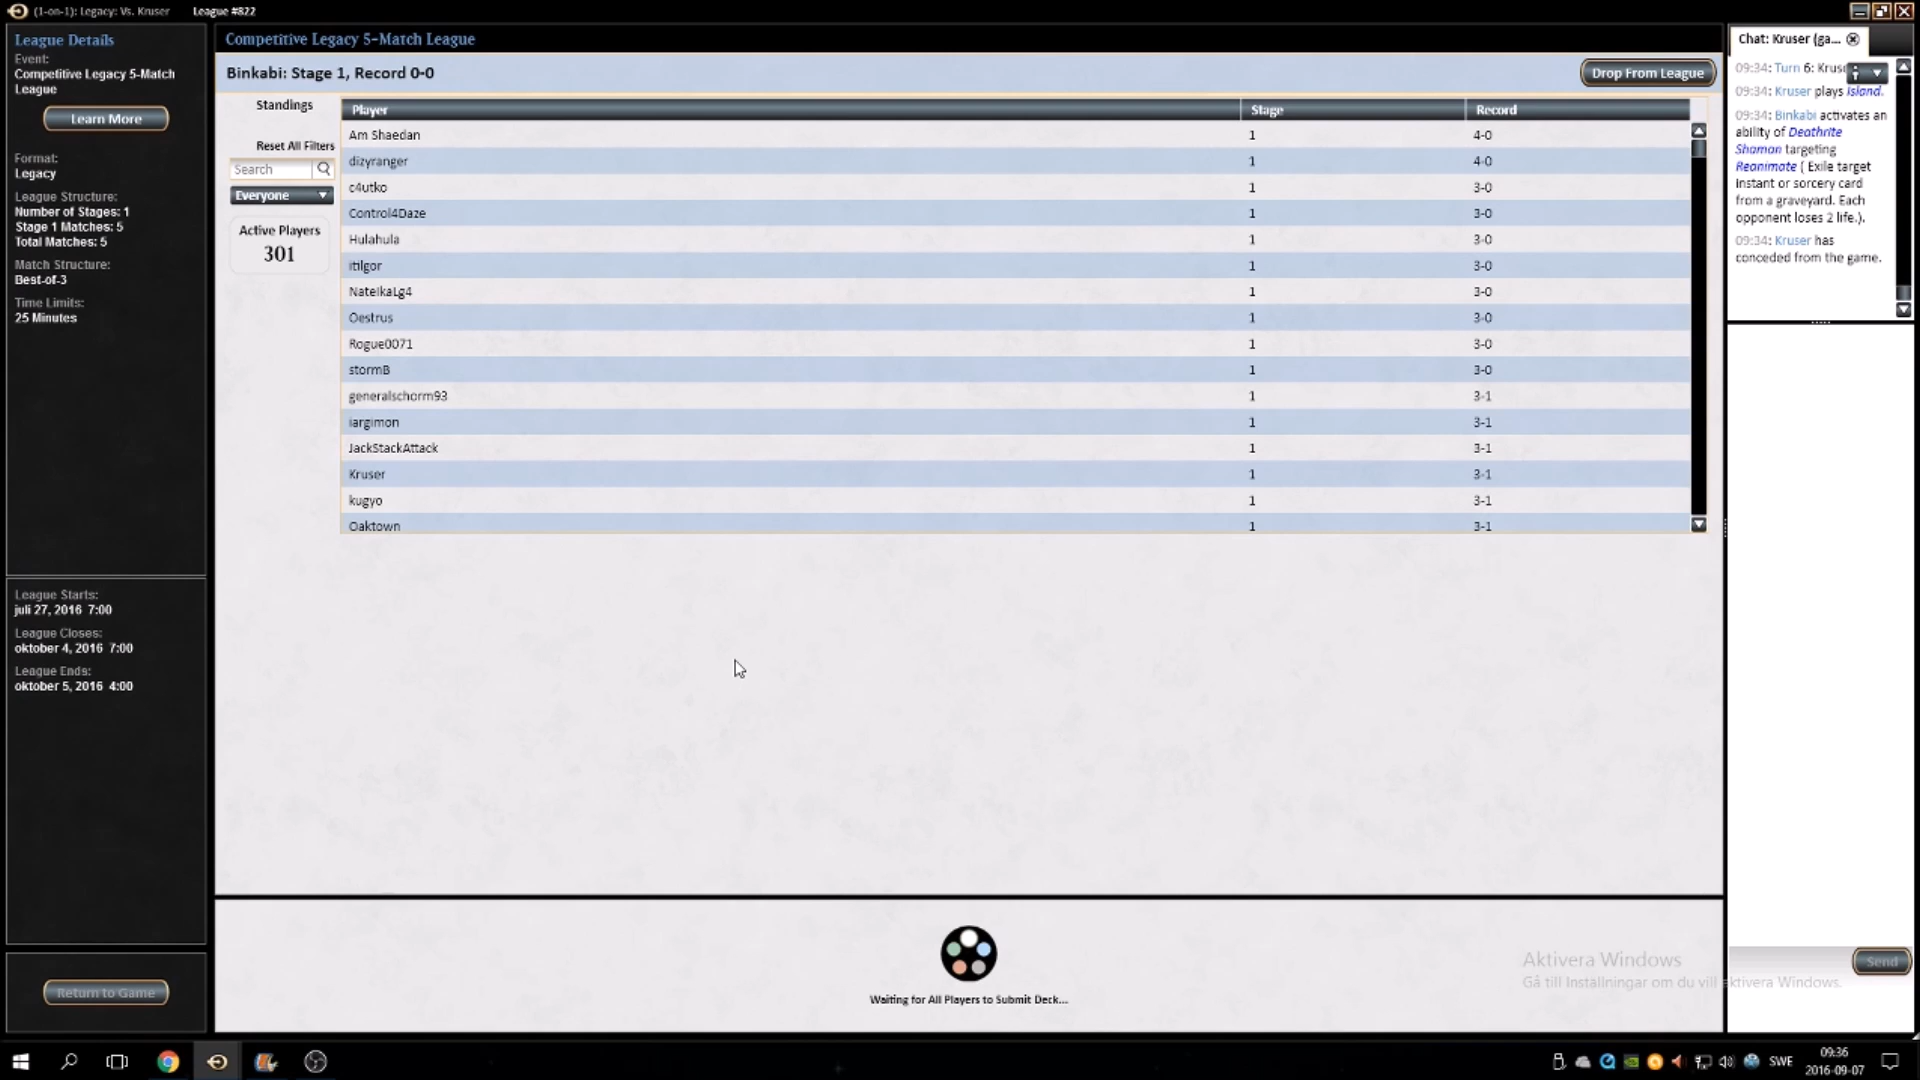 (1-on-1): Legacy: Vs. Kruser League #822
League Details
Event:
Competitive Legacy 5-Match
League
Learn More
Format:
Legacy
League Structure:
Number of Stages: 1
Stage 1 Matches: 5
Total Matches: 5
Match Structure:
Best-of-3
Time Limits:
25 Minutes
League Starts:
juli 27, 2016 7:00
League Closes:
oktober 4, 2016 7:00
League Ends:
oktober 5, 2016 4:00
Return to Game
Competitive Legacy 5-Match League
Binkabi: Stage 1, Record 0-0
Drop From League
Standings
Reset All Filters
Search
Everyone
Active Players
301
Player Stage Record
Am Shaedan 1 4-0
dizyranger 1 4-0
c4utko 1 3-0
Control4Daze 1 3-0
Hulahula 1 3-0
itilgor 1 3-0
NateIkaLg4 1 3-0
Oestrus 1 3-0
Rogue0071 1 3-0
stormB 1 3-0
generalschorm93 1 3-1
iargimon 1 3-1
JackStackAttack 1 3-1
Kruser 1 3-1
kugyo 1 3-1
Oaktown 1 3-1
Waiting for All Players to Submit Deck...
Chat: Kruser (ga...
09:34: Turn 6: Kruse
09:34: Kruser plays Island.
09:34: Binkabi activates an
ability of Deathrite
Shaman targeting
Reanimate ( Exile target
instant or sorcery card
from a graveyard. Each
opponent loses 2 life.).
09:34: Kruser has
conceded from the game.
Send
Aktivera Windows
Gå till Inställningar om du vill aktivera Windows.
SWE
09:36
2016-09-07